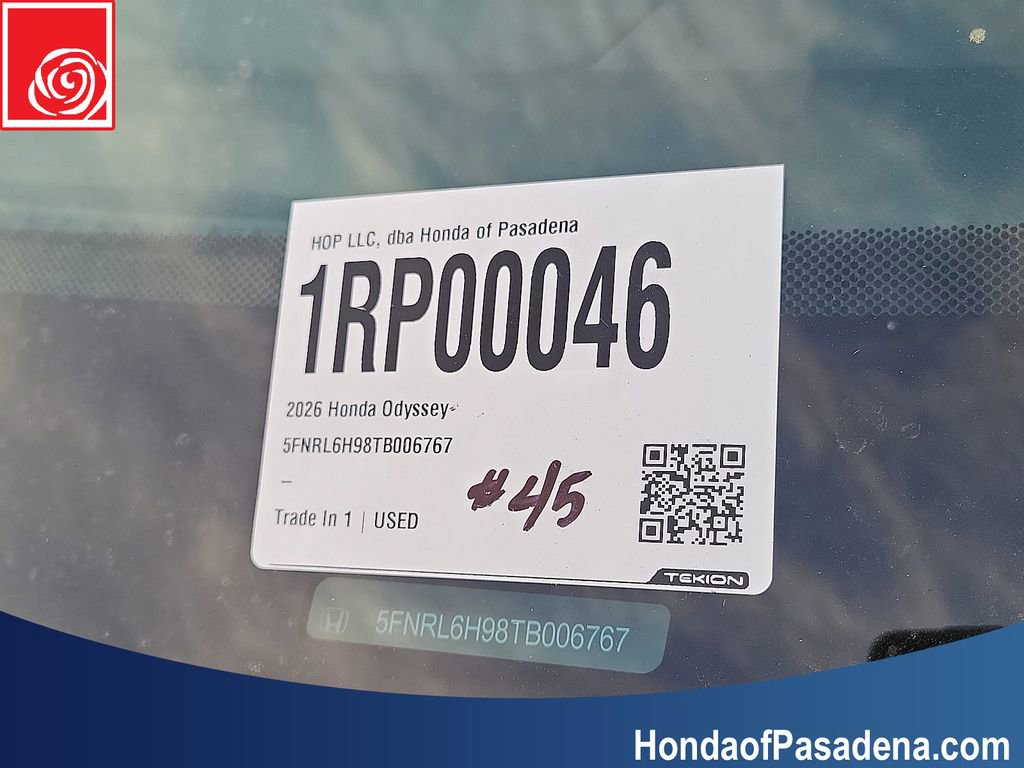 HOP LLC, dba Honda of Pasadena
1RP00046
2026 Honda Odyssey-
5FNRL6H98TB006767
—
Trade In 1 | USED
#45
TEKION
5FNRL6H98TB006767
HondaofPasadena.com